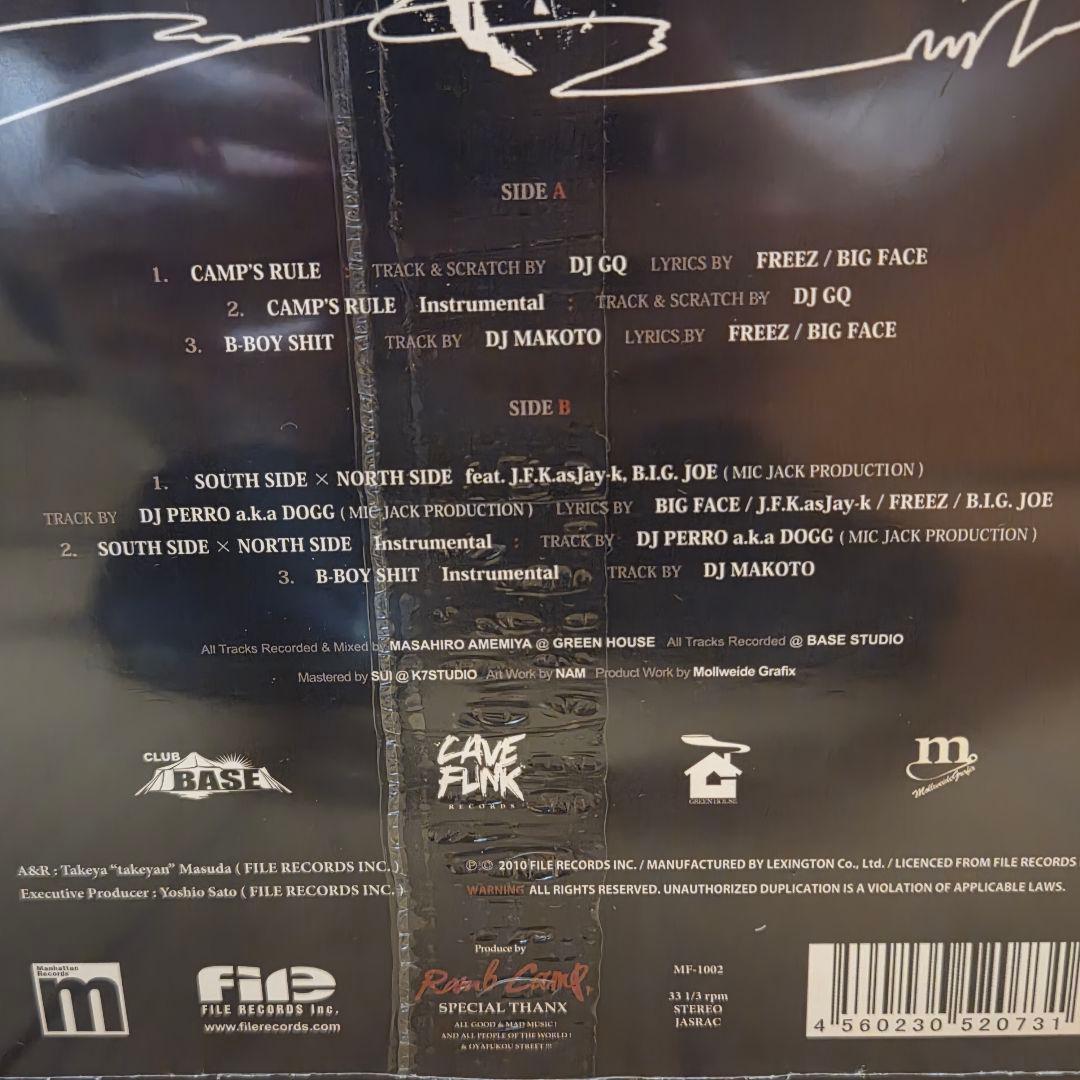 SIDE A
1. CAMP'S RULE : TRACK & SCRATCH BY DJ GQ LYRICS BY FREEZ / BIG FACE
2. CAMP'S RULE Instrumental : TRACK & SCRATCH BY DJ GQ
3. B-BOY SHIT TRACK BY DJ MAKOTO LYRICS BY FREEZ / BIG FACE
SIDE B
1. SOUTH SIDE × NORTH SIDE feat. J.F.K.asJay-k, B.I.G. JOE ( MIC JACK PRODUCTION )
TRACK BY DJ PERRO a.k.a DOGG ( MIC JACK PRODUCTION ) LYRICS BY BIG FACE / J.F.K.asJay-k / FREEZ / B.I.G. JOE
2. SOUTH SIDE × NORTH SIDE Instrumental : TRACK BY DJ PERRO a.k.a DOGG ( MIC JACK PRODUCTION )
3. B-BOY SHIT Instrumental TRACK BY DJ MAKOTO
All Tracks Recorded & Mixed by MASAHIRO AMEMIYA @ GREEN HOUSE All Tracks Recorded @ BASE STUDIO
Mastered by SUI @ K7STUDIO Art Work by NAM Product Work by Mollweide Grafix
CLUB BASE
CAVE FUNK RECORDS
GREEN HOUSE
m Mollweide Grafix
A&R : Takeya "takeyan" Masuda ( FILE RECORDS INC. )
Executive Producer : Yoshio Sato ( FILE RECORDS INC. )
Ⓟ © 2010 FILE RECORDS INC. / MANUFACTURED BY LEXINGTON Co., Ltd. / LICENCED FROM FILE RECORDS
WARNING ALL RIGHTS RESERVED. UNAUTHORIZED DUPLICATION IS A VIOLATION OF APPLICABLE LAWS.
Manhattan Records
m
File
FILE RECORDS Inc.
www.filerecords.com
Produce by
Ramb Camp.
SPECIAL THANX
ALL GOOD & MAD MUSIC !
AND ALL PEOPLE OF THE WORLD !
& OYAFUKOU STREET !!!
MF-1002
33 1/3 rpm
STEREO
JASRAC
4 560230 520731